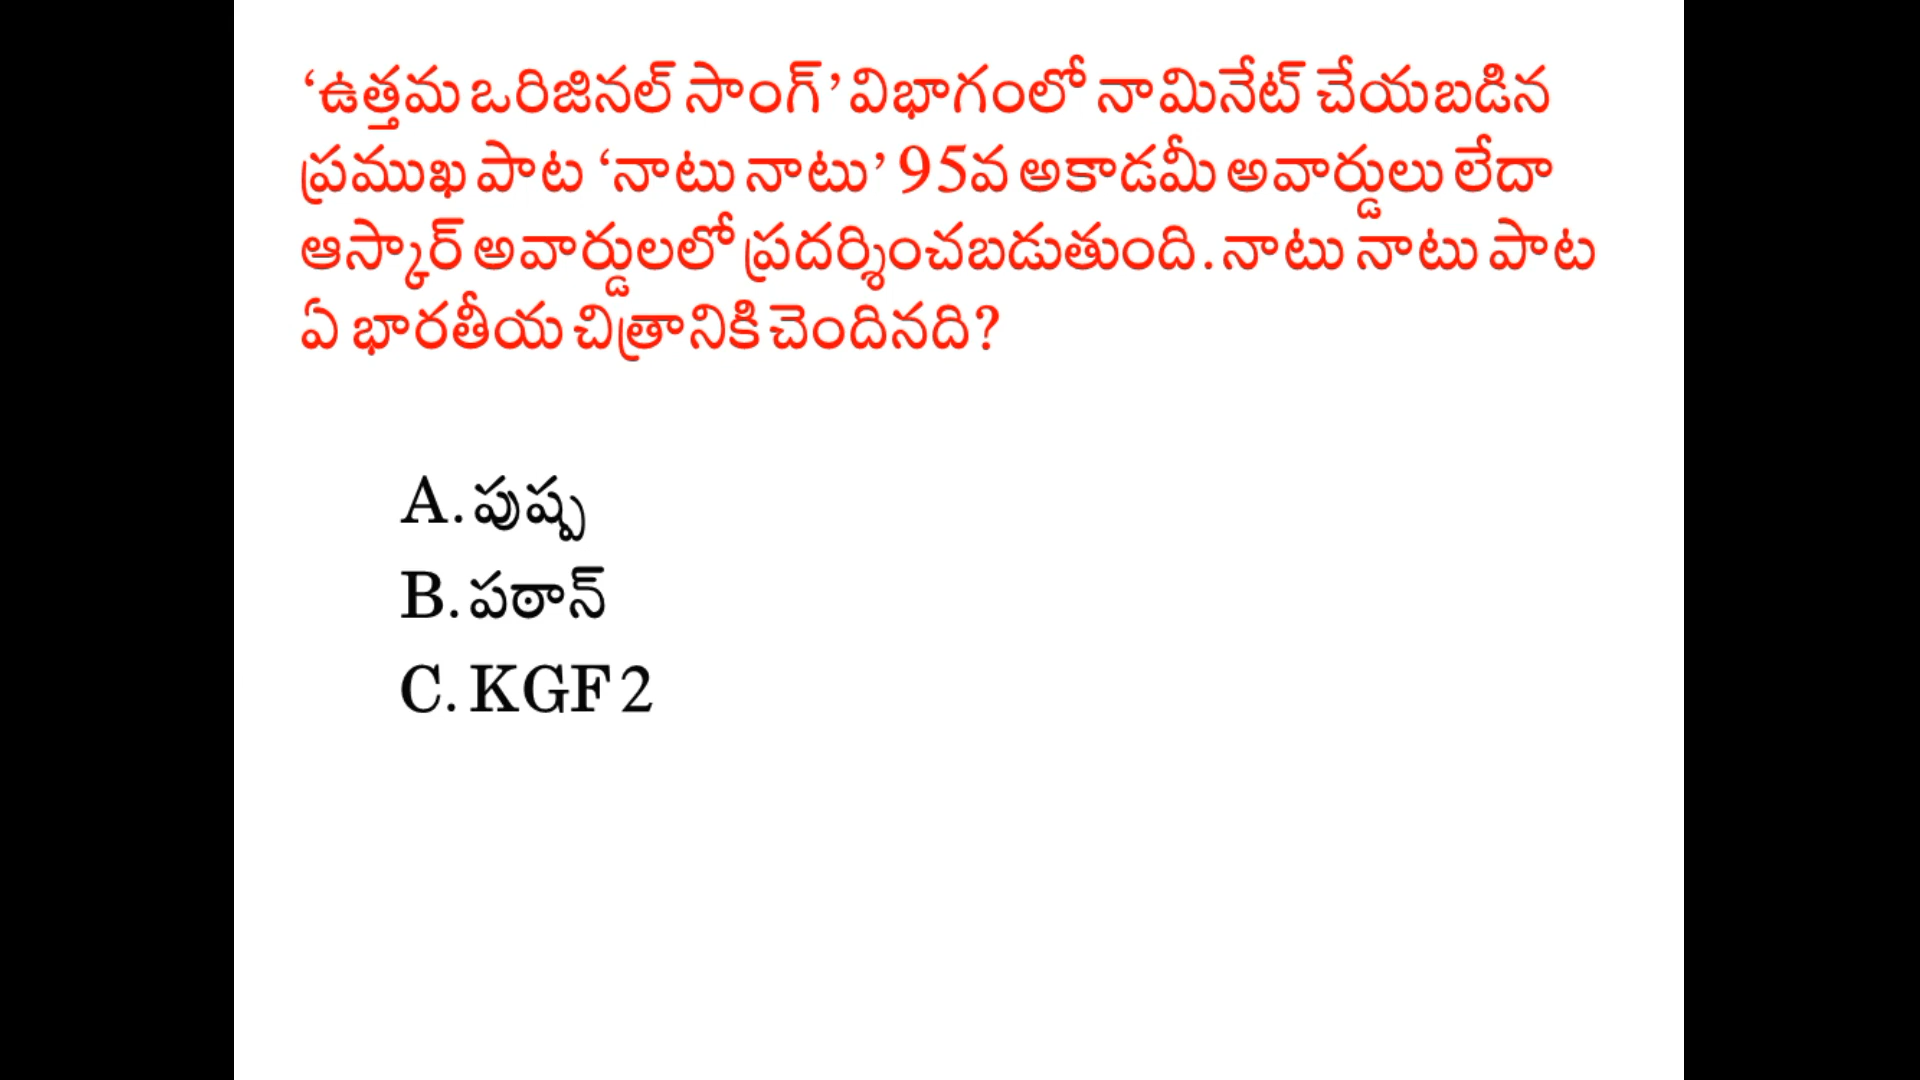 ‘ఉత్తమ ఒరిజినల్ సాంగ్’ విభాగంలో నామినేట్ చేయబడిన
ప్రముఖ పాట ‘నాటు నాటు’ 95వ అకాడమీ అవార్డులు లేదా
ఆస్కార్ అవార్డులలో ప్రదర్శించబడుతుంది. నాటు నాటు పాట
ఏ భారతీయ చిత్రానికి చెందినది?
A. పుష్ప
B. పఠాన్
C. KGF 2